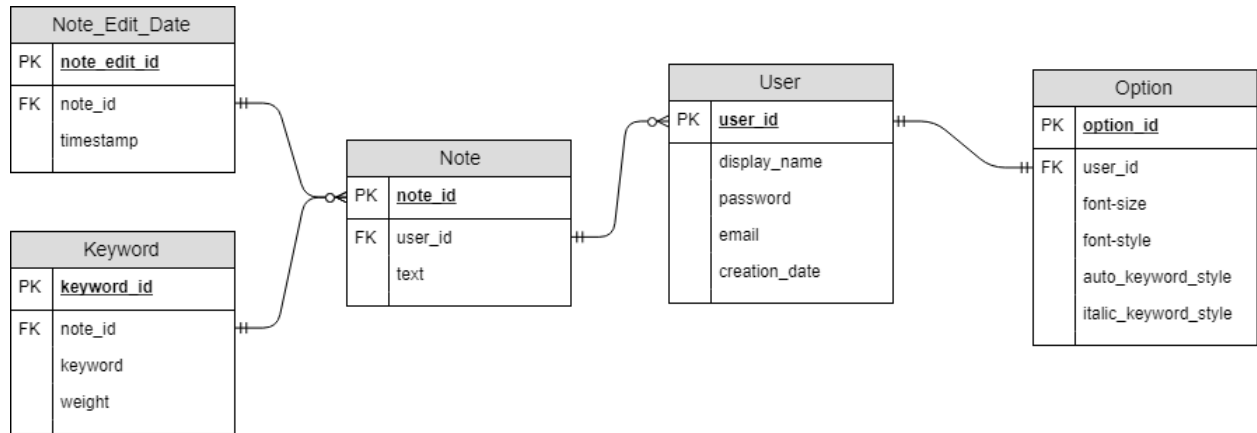 Note_Edit_Date
PK note_edit_id
FK note_id
timestamp
Keyword
PK keyword_id
FK note_id
keyword
weight
Note
PK note_id
FK user_id
text
User
PK user_id
display_name
password
email
creation_date
Option
PK option_id
FK user_id
font-size
font-style
auto_keyword_style
italic_keyword_style